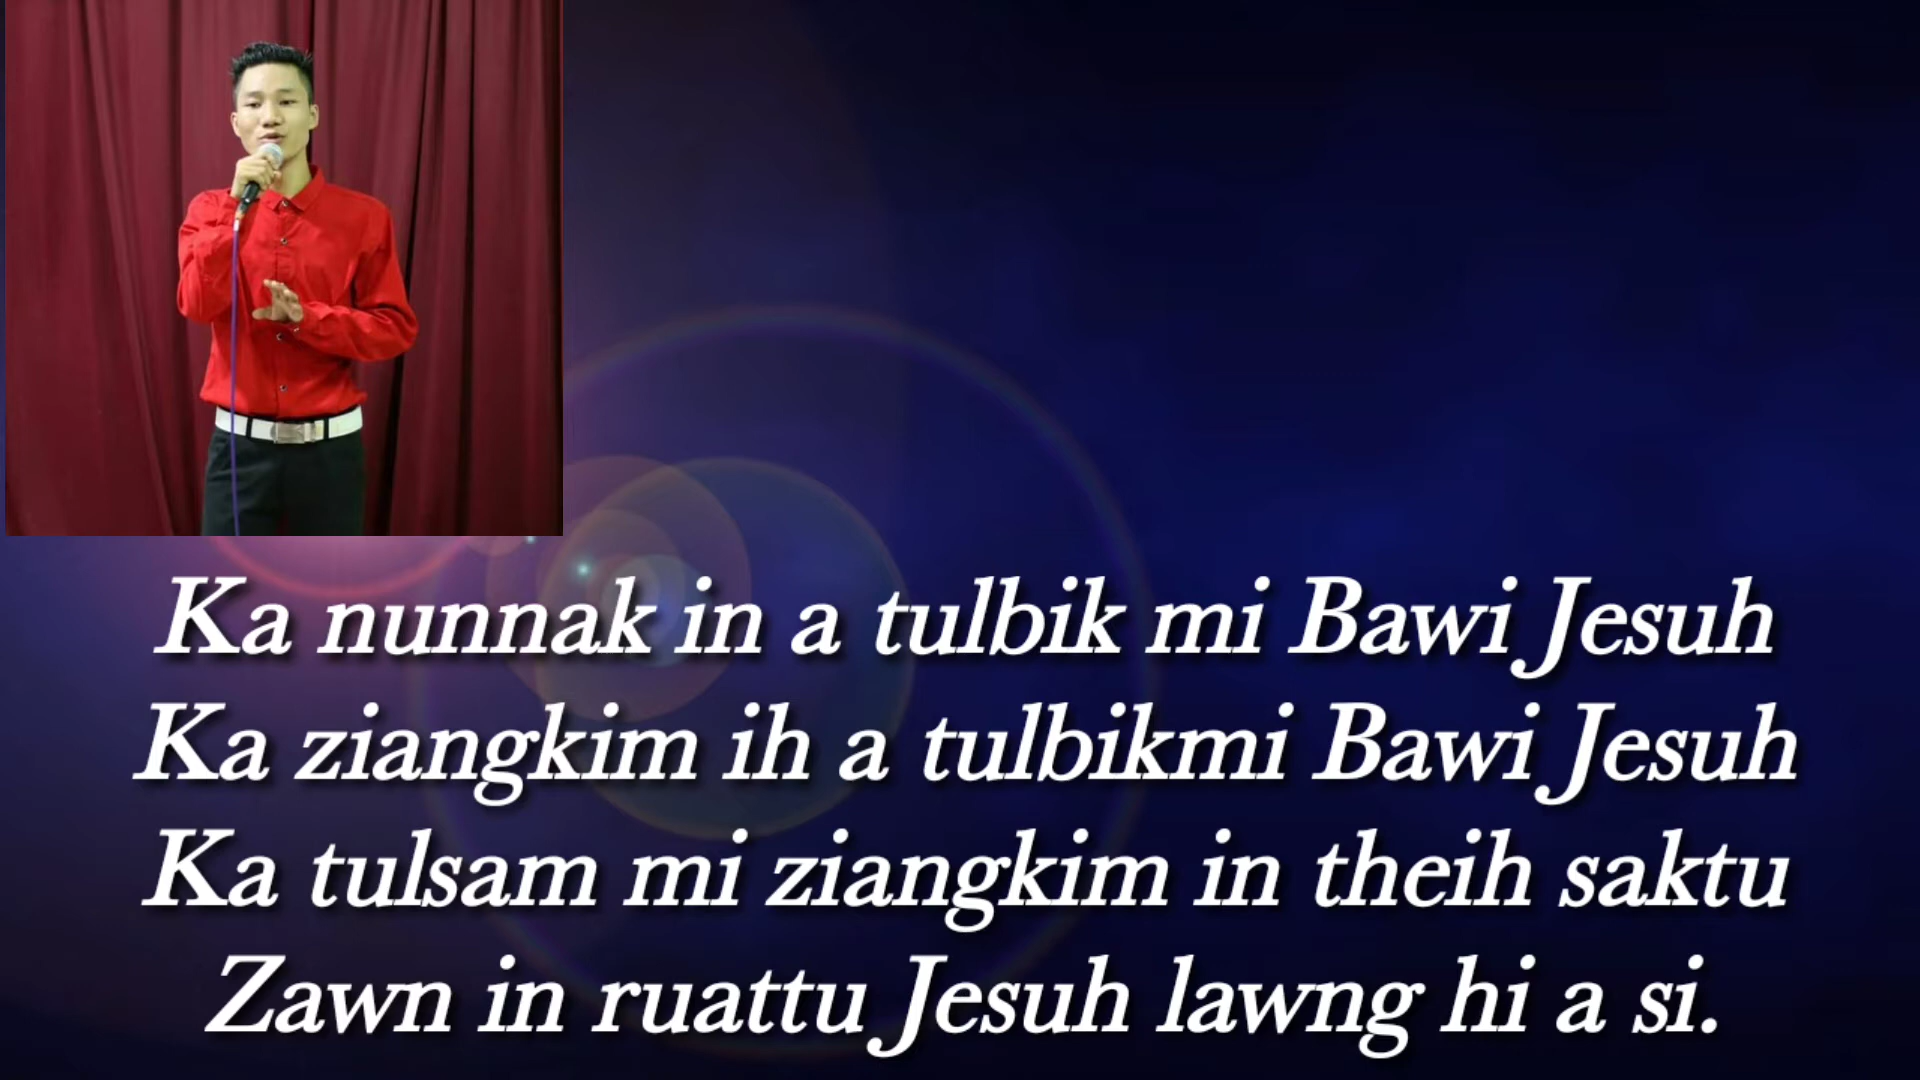 Ka nunnak in a tulbik mi Bawi Jesuh
Ka ziangkim ih a tulbikmi Bawi Jesuh
Ka tulsam mi ziangkim in theih saktu
Zawn in ruattu Jesuh lawng hi a si.